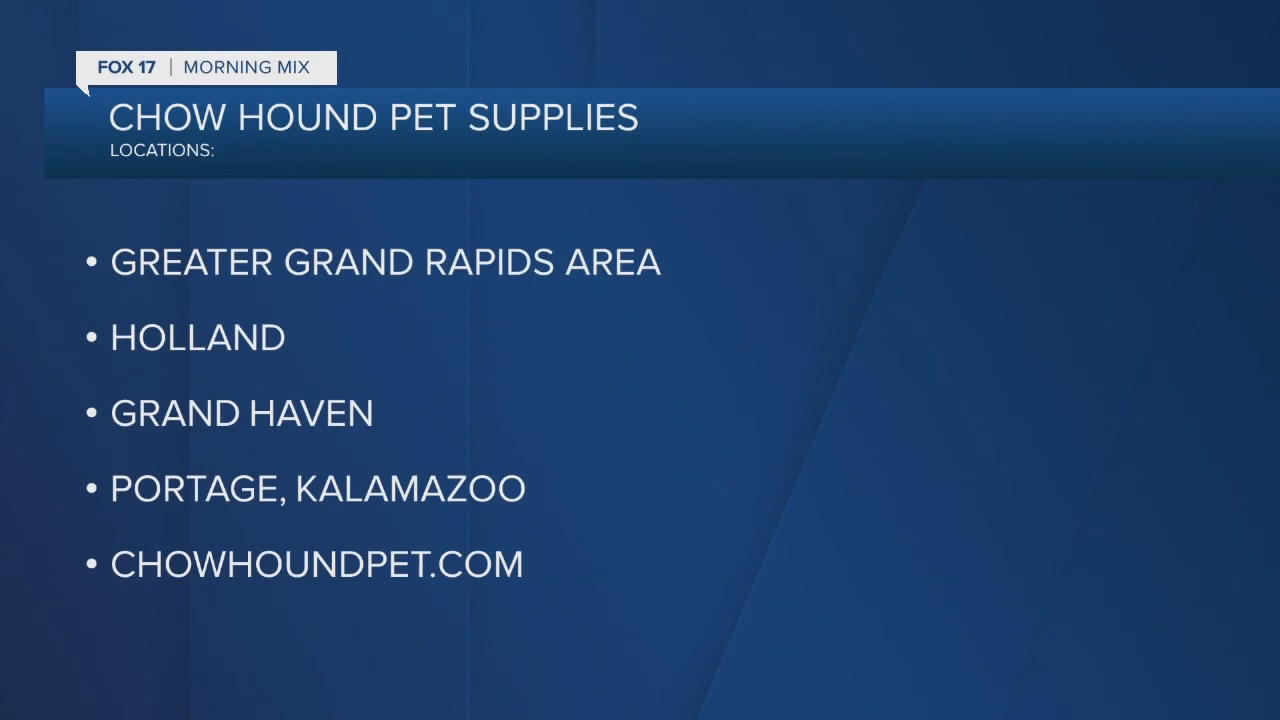 FOX 17 | MORNING MIX
CHOW HOUND PET SUPPLIES
LOCATIONS:
• GREATER GRAND RAPIDS AREA
• HOLLAND
• GRAND HAVEN
• PORTAGE, KALAMAZOO
• CHOWHOUNDPET.COM